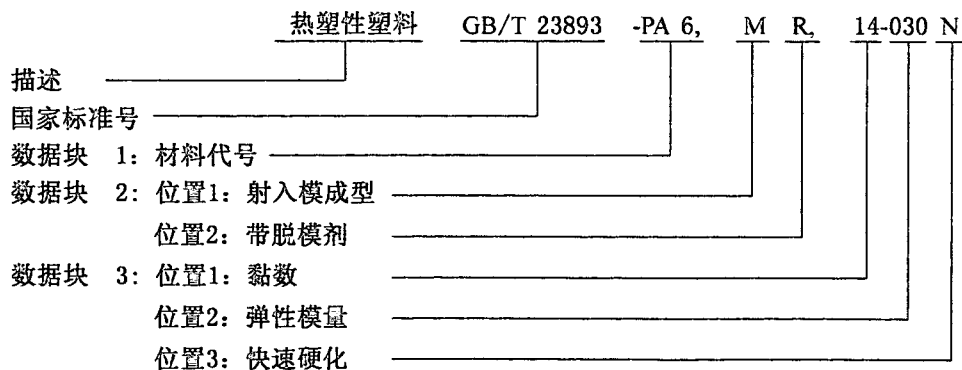 热塑性塑料 GB/T 23893 -PA 6, M R, 14-030 N
描述
国家标准号
数据块 1: 材料代号
数据块 2: 位置1: 射入模成型
位置2: 带脱模剂
数据块 3: 位置1: 黏数
位置2: 弹性模量
位置3: 快速硬化